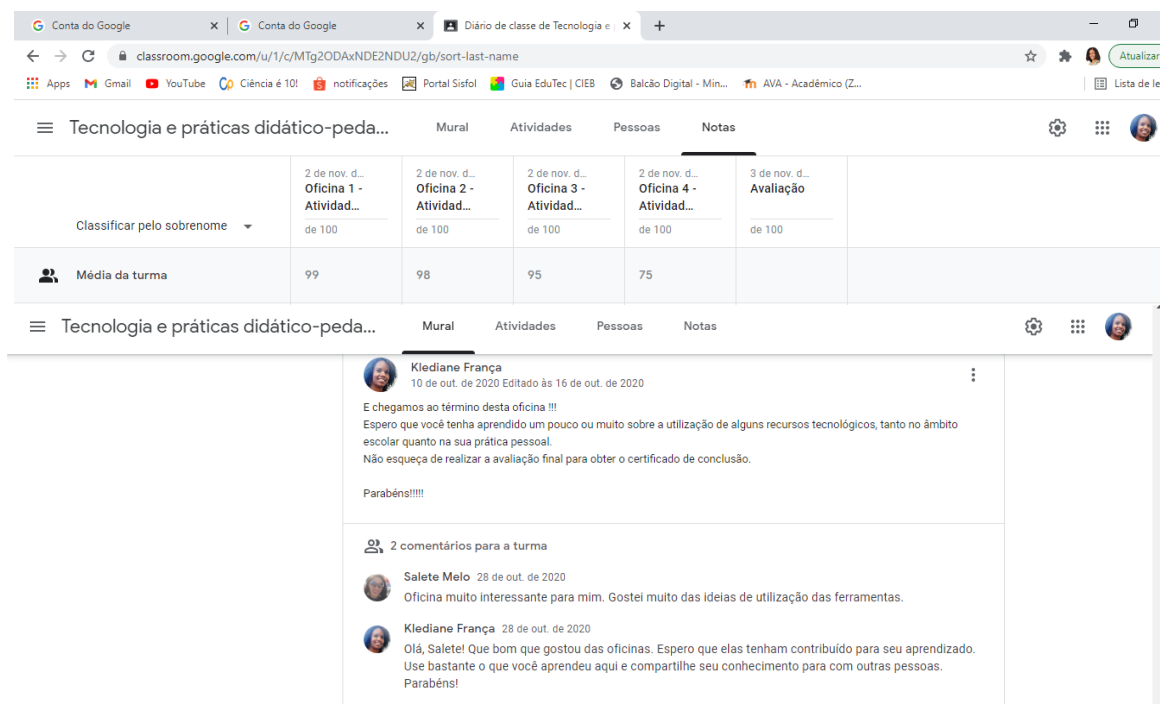 Conta do Google
Conta do Google
Diário de classe de Tecnologia e p
classroom.google.com/u/1/c/MTg2ODAxNDE2NDU2/gb/sort-last-name
Atualizar
Apps Gmail YouTube Ciência é 10! notificações Portal Sisfol Guia EduTec | CIEB Balcão Digital - Min... AVA - Acadêmico (Z... Lista de le
Tecnologia e práticas didático-peda... Mural Atividades Pessoas Notas
2 de nov. d... 2 de nov. d... 2 de nov. d... 2 de nov. d... 3 de nov. d...
Oficina 1 - Oficina 2 - Oficina 3 - Oficina 4 - Avaliação
Atividad... Atividad... Atividad... Atividad...
Classificar pelo sobrenome de 100 de 100 de 100 de 100 de 100
Média da turma 99 98 95 75
Tecnologia e práticas didático-peda... Mural Atividades Pessoas Notas
Klediane França
10 de out. de 2020 Editado às 16 de out. de 2020
E chegamos ao término desta oficina !!!
Espero que você tenha aprendido um pouco ou muito sobre a utilização de alguns recursos tecnológicos, tanto no âmbito
escolar quanto na sua prática pessoal.
Não esqueça de realizar a avaliação final para obter o certificado de conclusão.
Parabéns!!!!!
2 comentários para a turma
Salete Melo 28 de out. de 2020
Oficina muito interessante para mim. Gostei muito das ideias de utilização das ferramentas.
Klediane França 28 de out. de 2020
Olá, Salete! Que bom que gostou das oficinas. Espero que elas tenham contribuído para seu aprendizado.
Use bastante o que você aprendeu aqui e compartilhe seu conhecimento para com outras pessoas.
Parabéns!